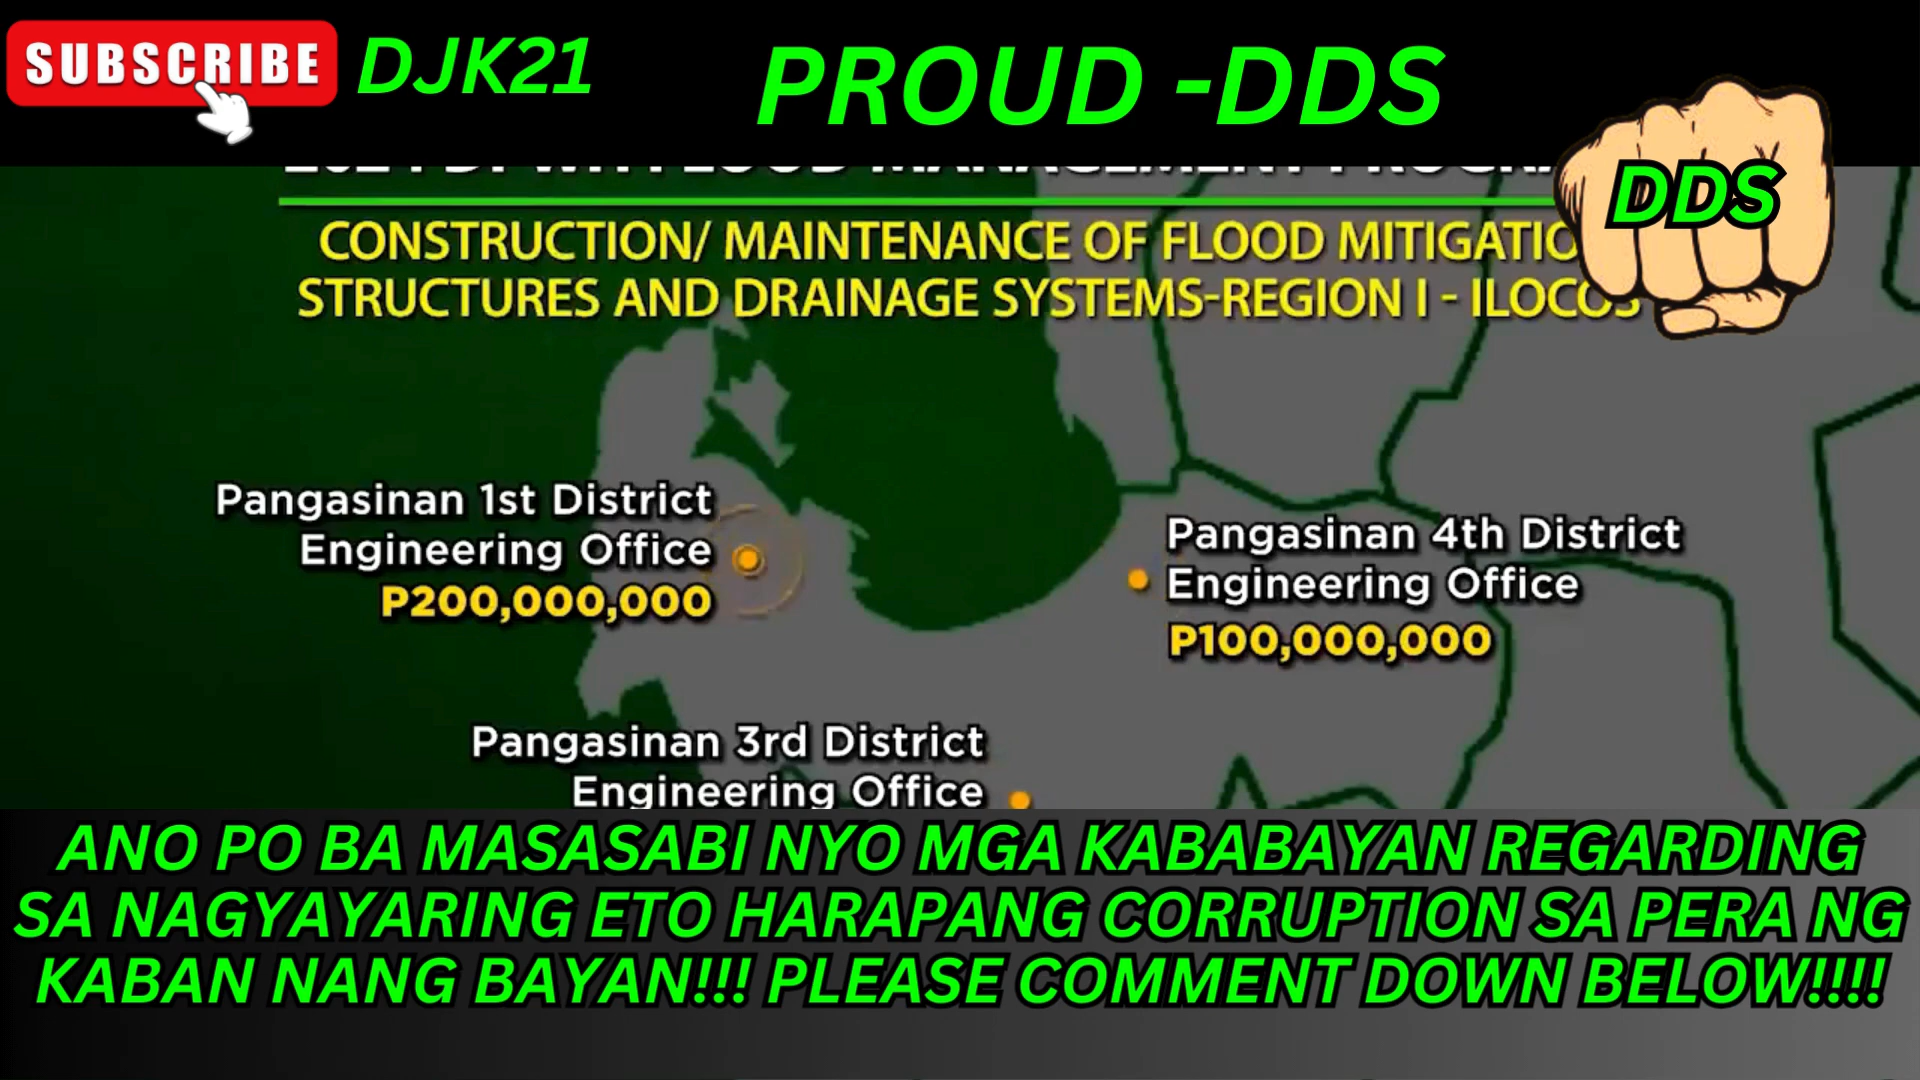 SUBSCRIBE
DJK21
PROUD -DDS
DDS
FLOOD MANAGEMENT
CONSTRUCTION/ MAINTENANCE OF FLOOD
STRUCTURES AND DRAINAGE SYSTEMS-REGION I - ILOCOS
Pangasinan 1st District
Engineering Office
P200,000,000
Pangasinan 4th District
Engineering Office
P100,000,000
Pangasinan 3rd District
Engineering Office
ANO PO BA MASASABI NYO MGA KABABAYAN REGARDING
SA NAGYAYARING ETO HARAPANG CORRUPTION SA PERA NG
KABAN NANG BAYAN!!! PLEASE COMMENT DOWN BELOW!!!!